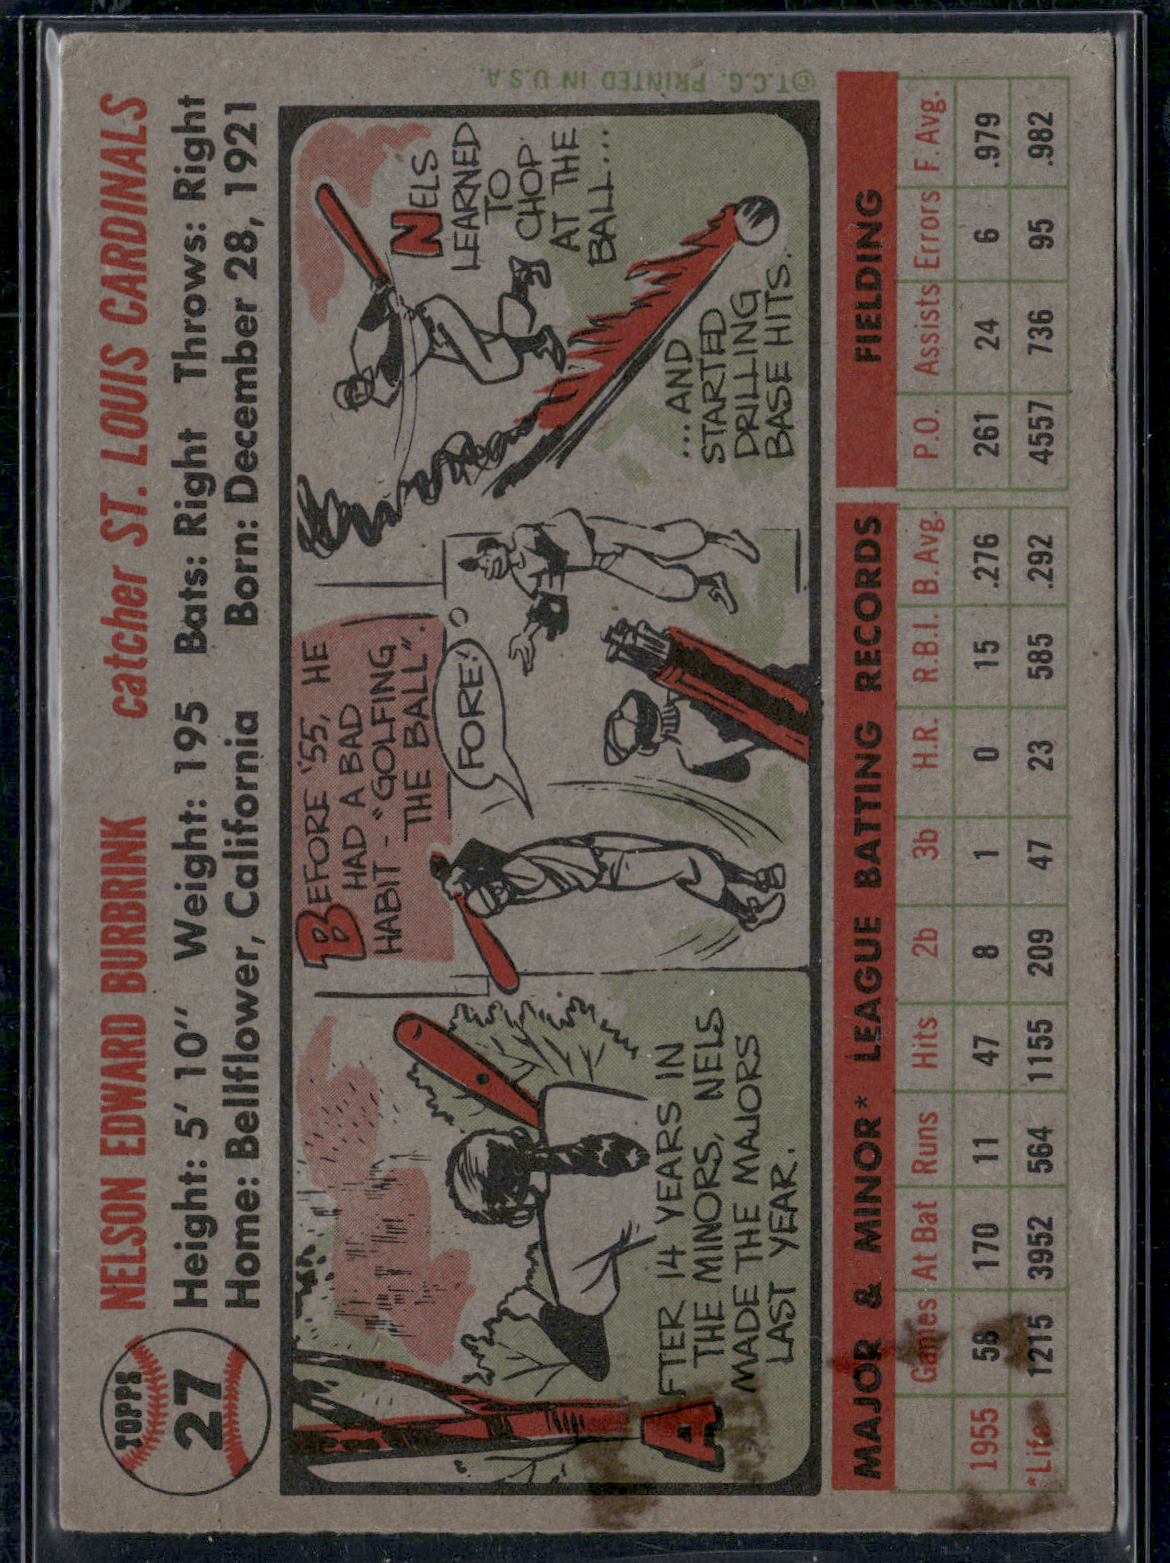 TOPPS
27
NELSON EDWARD BURBRINK catcher ST. LOUIS CARDINALS
Height: 5' 10" Weight: 195 Bats: Right Throws: Right
Home: Bellflower, California Born: December 28, 1921
AFTER 14 YEARS IN
THE MINORS, NELS
MADE THE MAJORS
LAST YEAR.
BEFORE '55, HE
HAD A BAD
HABIT - "GOLFING
THE BALL".
FORE!
NELS
LEARNED
TO
CHOP
AT THE
BALL...
...AND
STARTED
DRILLING
BASE HITS.
©T.C.G. PRINTED IN U.S.A.
MAJOR & MINOR* LEAGUE BATTING RECORDS FIELDING
Games At Bat Runs Hits 2b 3b H.R. R.B.I. B. Avg. P.O. Assists Errors F. Avg.
1955 58 170 11 47 8 1 0 15 .276 261 24 6 .979
*Life 1215 3952 564 1155 209 47 23 585 .292 4557 736 95 .982